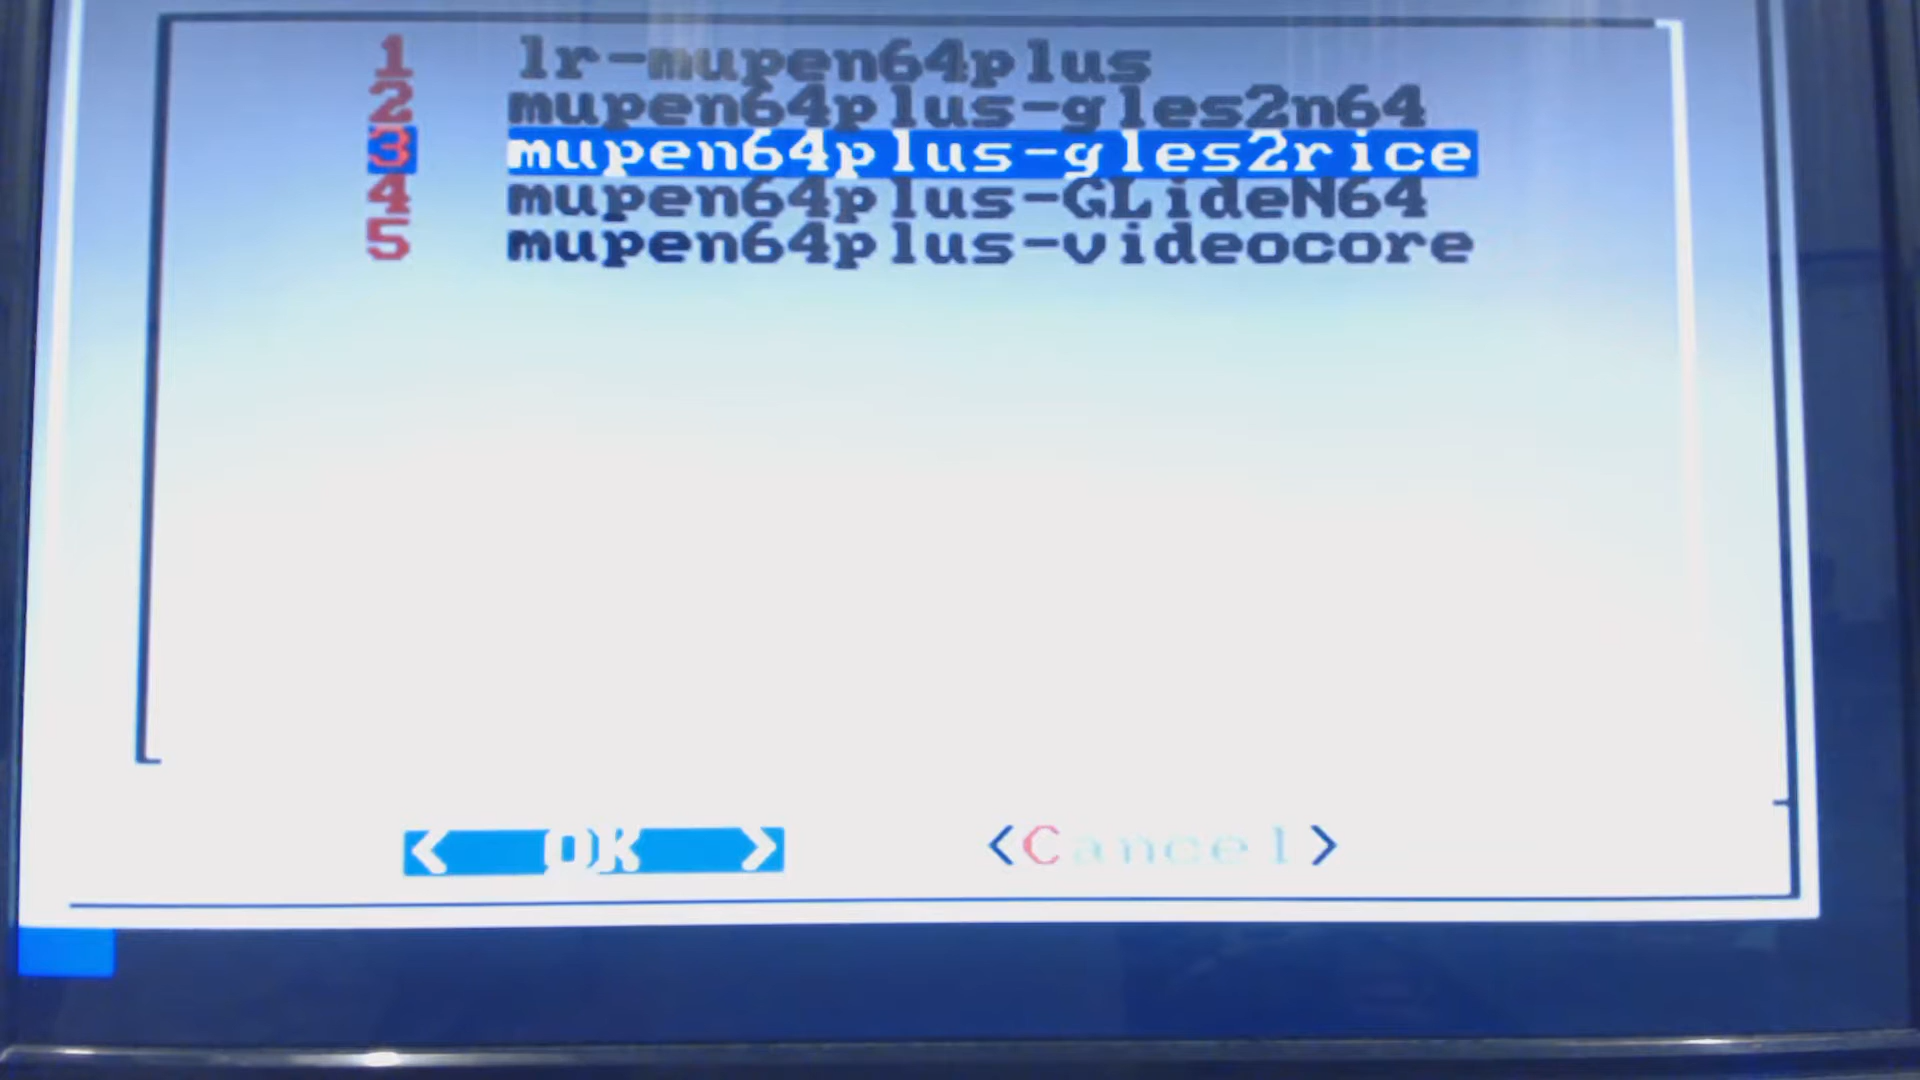 1 lr-mupen64plus
2 mupen64plus-gles2n64
3 mupen64plus-gles2rice
4 mupen64plus-GLideN64
5 mupen64plus-videocore
< OK > <Cancel>